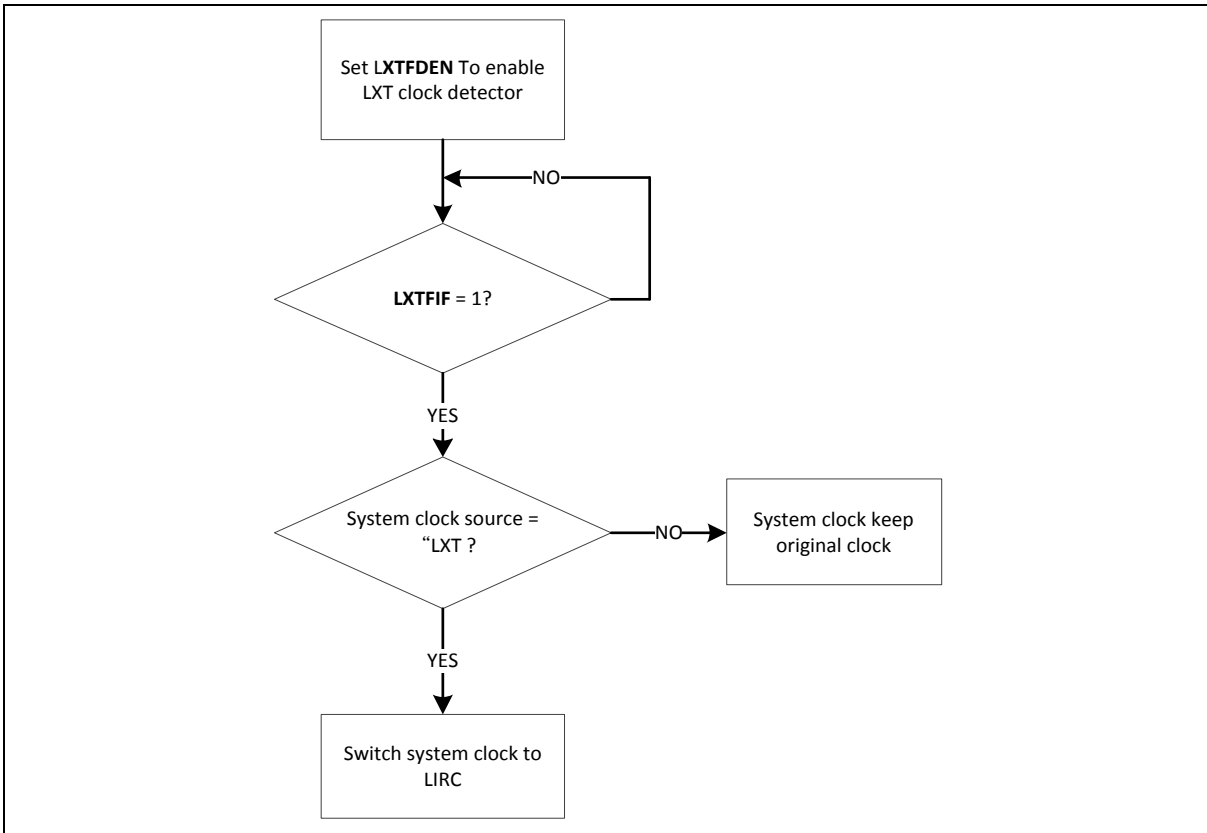 Set LXTFDEN To enable
LXT clock detector
NO
LXTFIF = 1?
YES
System clock source =
“LXT ?
NO
System clock keep
original clock
YES
Switch system clock to
LIRC